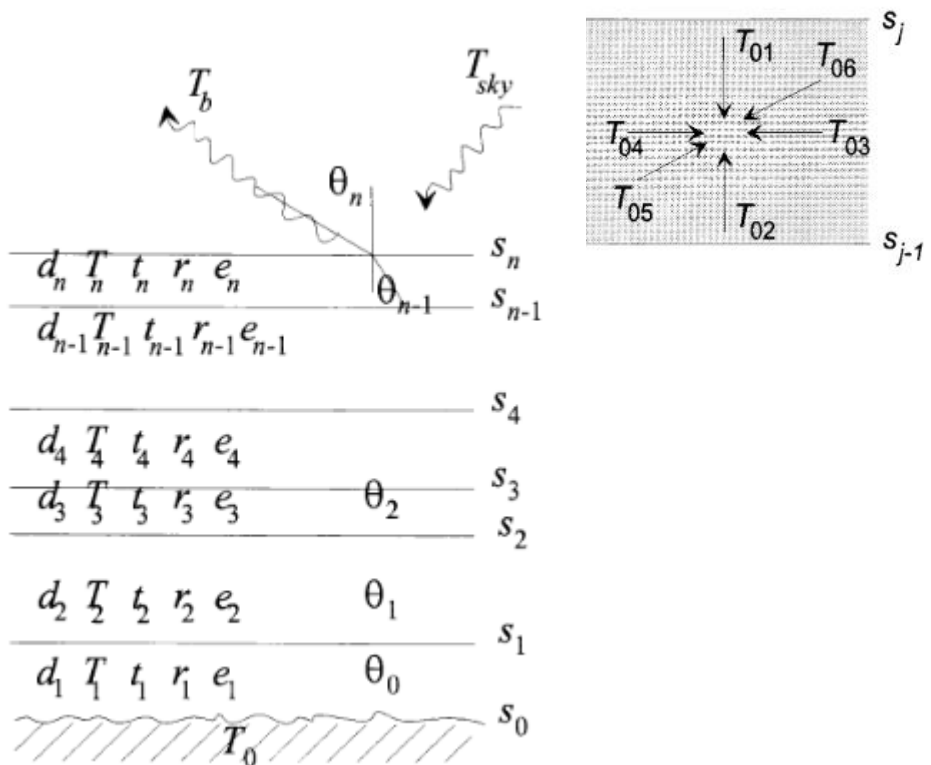 T_b
T_sky
θ_n
s_n
d_n T_n t_n r_n e_n
θ_{n-1}
s_{n-1}
d_{n-1} T_{n-1} t_{n-1} r_{n-1} e_{n-1}
s_4
d_4 T_4 t_4 r_4 e_4
s_3
d_3 T_3 t_3 r_3 e_3 θ_2
s_2
d_2 T_2 t_2 r_2 e_2 θ_1
s_1
d_1 T_1 t_1 r_1 e_1 θ_0
s_0
T_0
s_j
T_01
T_06
T_04 T_03
T_05
T_02
s_{j-1}